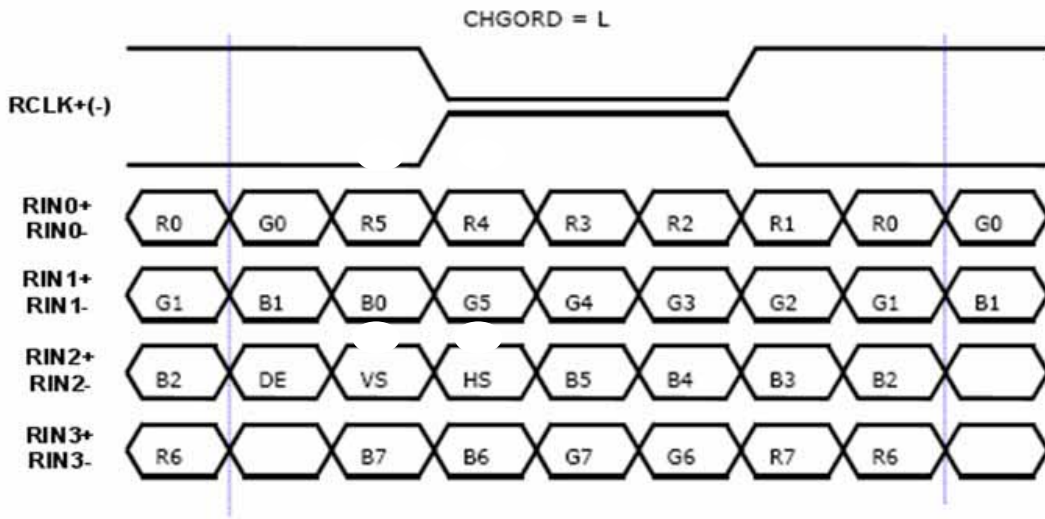 CHGORD = L
RCLK+(-)
RIN0+
RIN0-
R0 G0 R5 R4 R3 R2 R1 R0 G0
RIN1+
RIN1-
G1 B1 B0 G5 G4 G3 G2 G1 B1
RIN2+
RIN2-
B2 DE VS HS B5 B4 B3 B2
RIN3+
RIN3-
R6 B7 B6 G7 G6 R7 R6